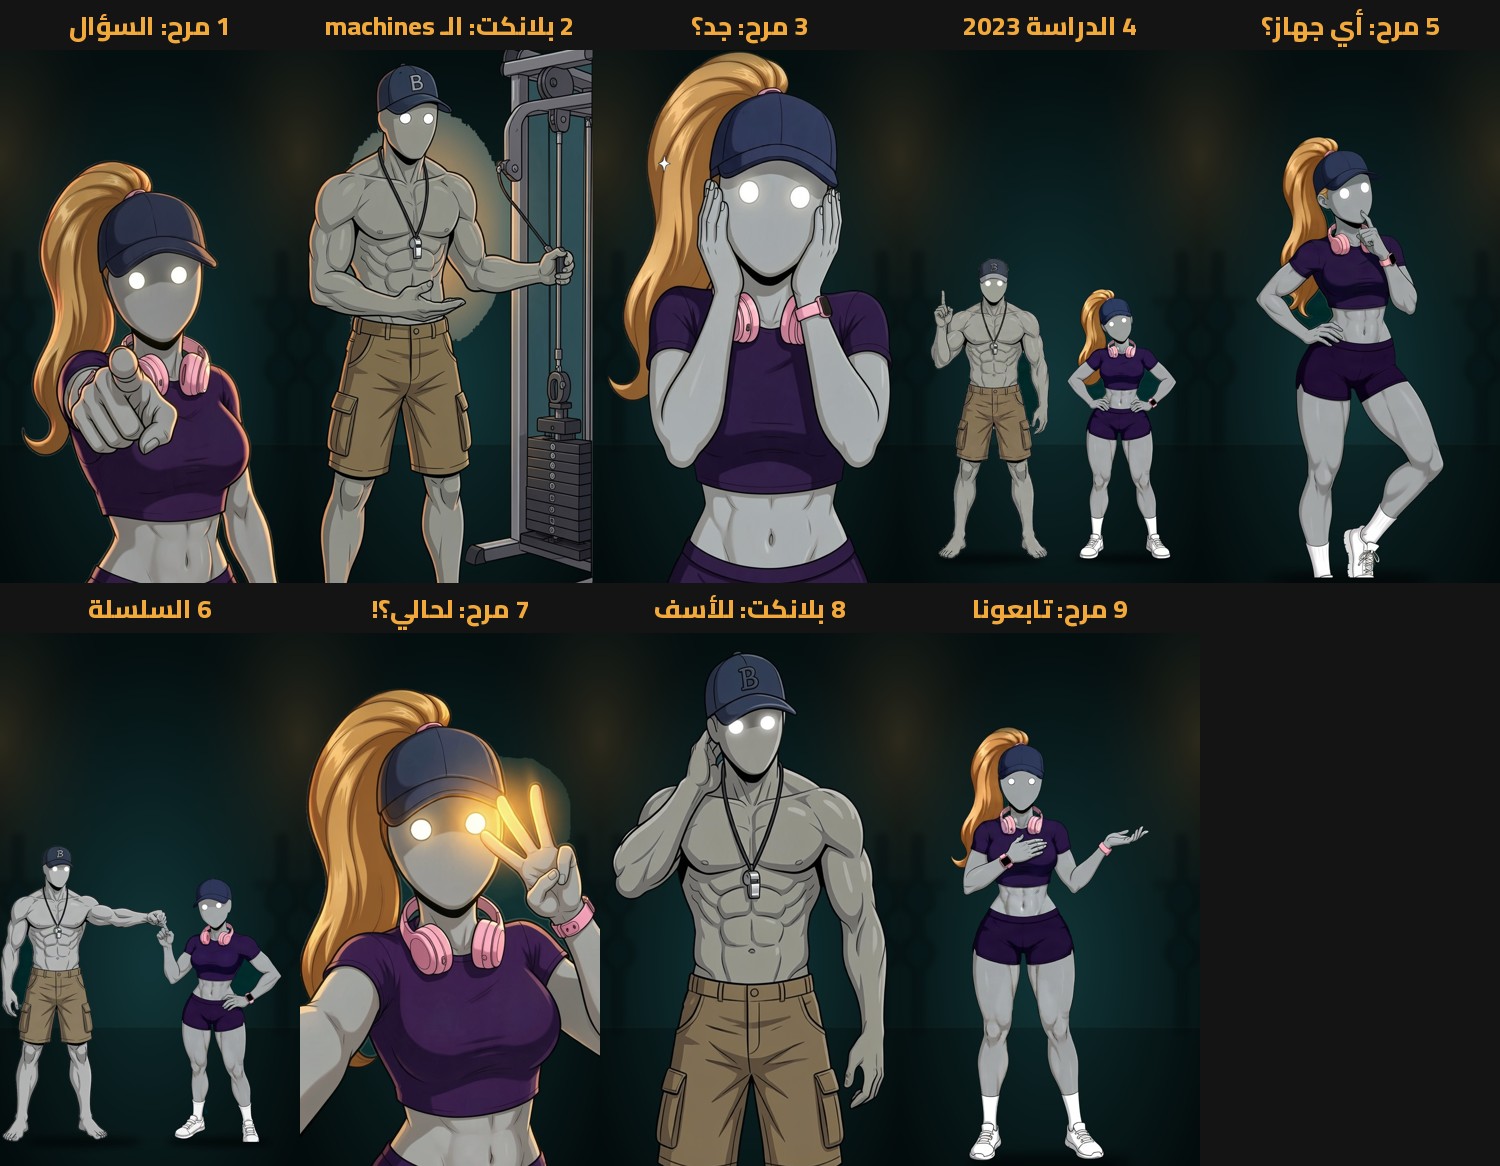 1 مرح: السؤال
2 بلانكت: الـ machines
3 مرح: جد؟
4 الدراسة 2023
5 مرح: أي جهاز؟
B
B
6 السلسلة
7 مرح: لحالي؟!
8 بلانكت: للأسف
9 مرح: تابعونا
B
B